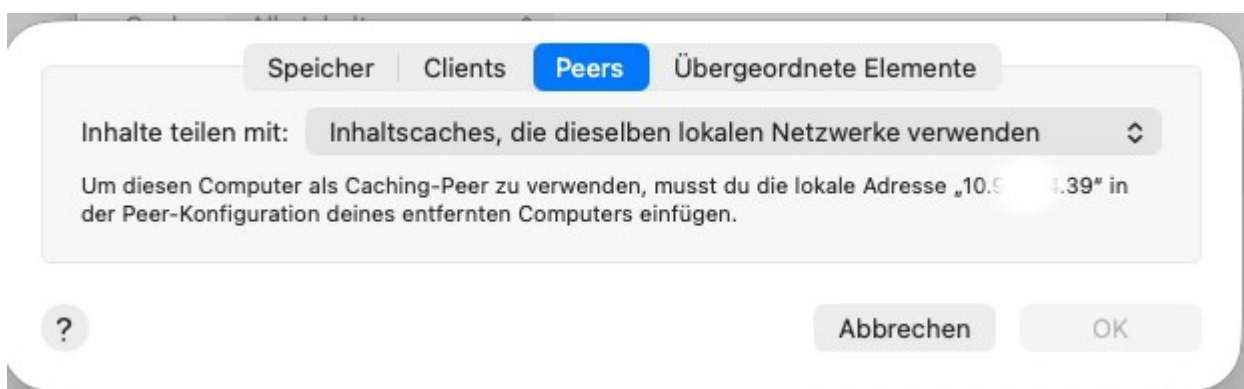 Speicher Clients Peers Übergeordnete Elemente
Inhalte teilen mit: Inhaltscaches, die dieselben lokalen Netzwerke verwenden
Um diesen Computer als Caching-Peer zu verwenden, musst du die lokale Adresse „10.9 .39“ in
der Peer-Konfiguration deines entfernten Computers einfügen.
? Abbrechen OK